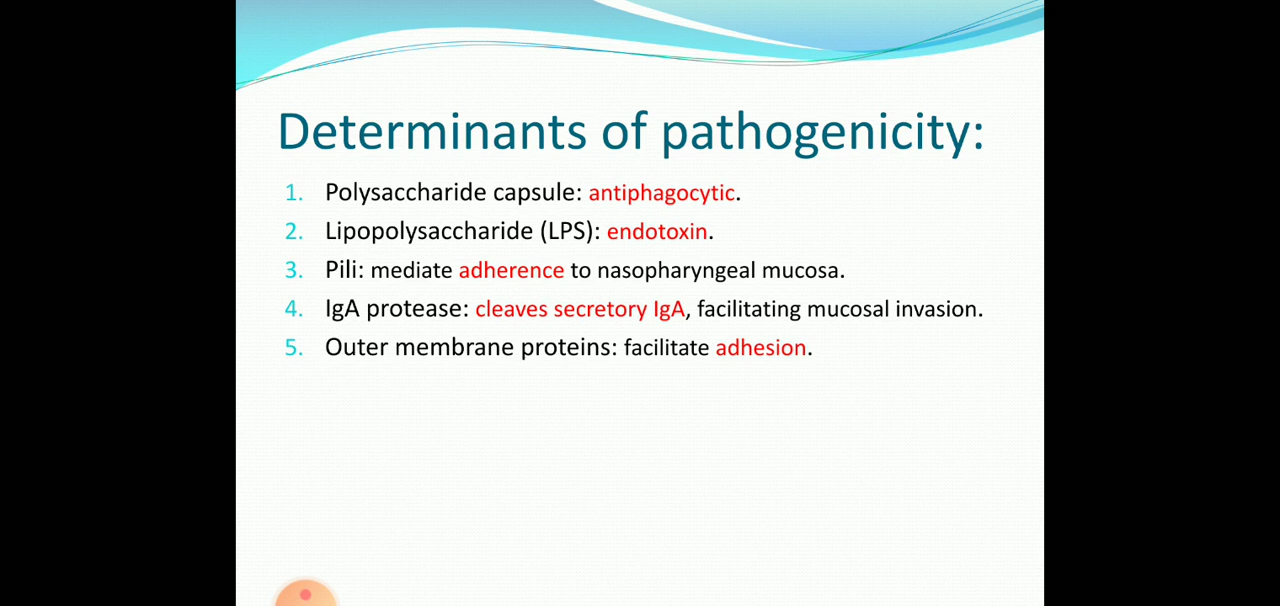 Determinants of pathogenicity:
1. Polysaccharide capsule: antiphagocytic.
2. Lipopolysaccharide (LPS): endotoxin.
3. Pili: mediate adherence to nasopharyngeal mucosa.
4. IgA protease: cleaves secretory IgA, facilitating mucosal invasion.
5. Outer membrane proteins: facilitate adhesion.